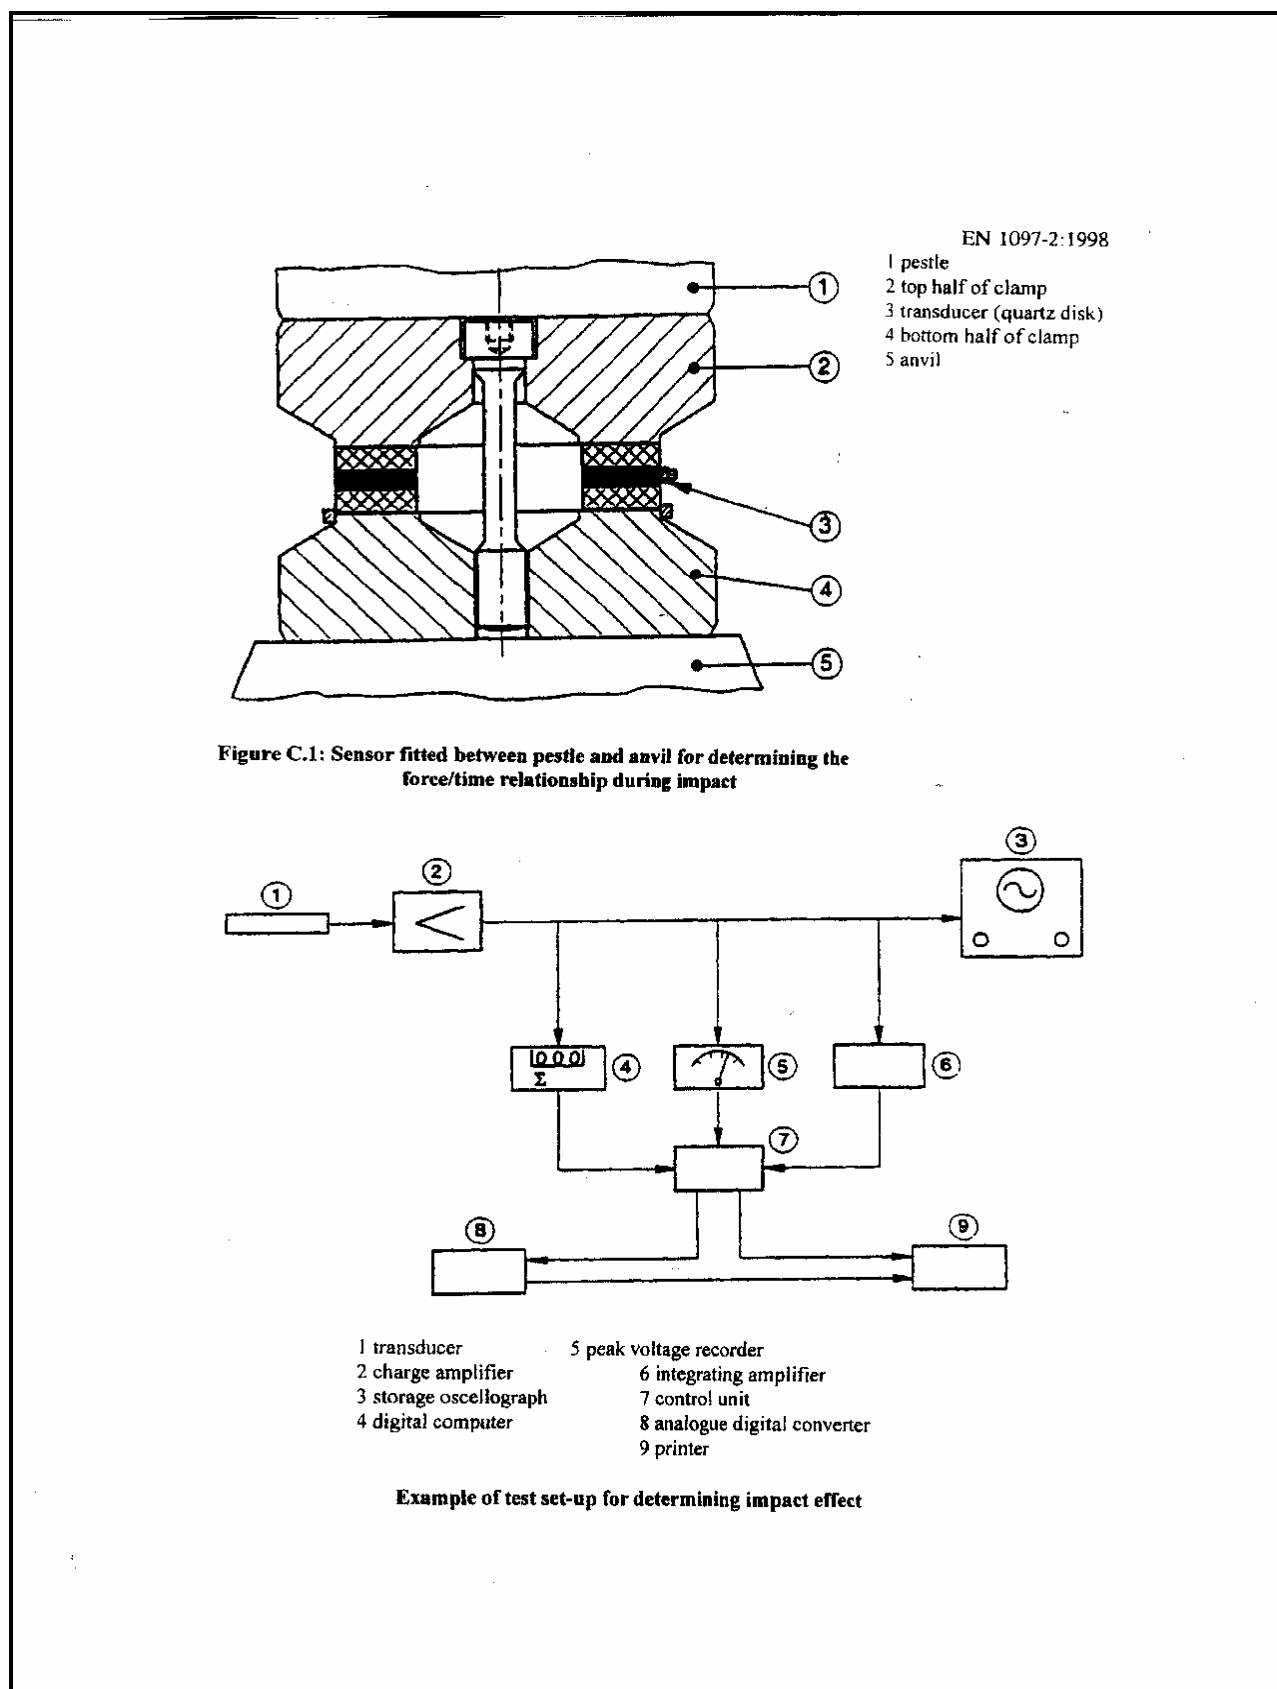 EN 1097-2:1998
1 pestle
2 top half of clamp
3 transducer (quartz disk)
4 bottom half of clamp
5 anvil
1
2
3
4
5
Figure C.1: Sensor fitted between pestle and anvil for determining the
force/time relationship during impact
1
2
3
000
Σ
4
5
6
7
8
9
1 transducer 5 peak voltage recorder
2 charge amplifier 6 integrating amplifier
3 storage oscellograph 7 control unit
4 digital computer 8 analogue digital converter
9 printer
Example of test set-up for determining impact effect